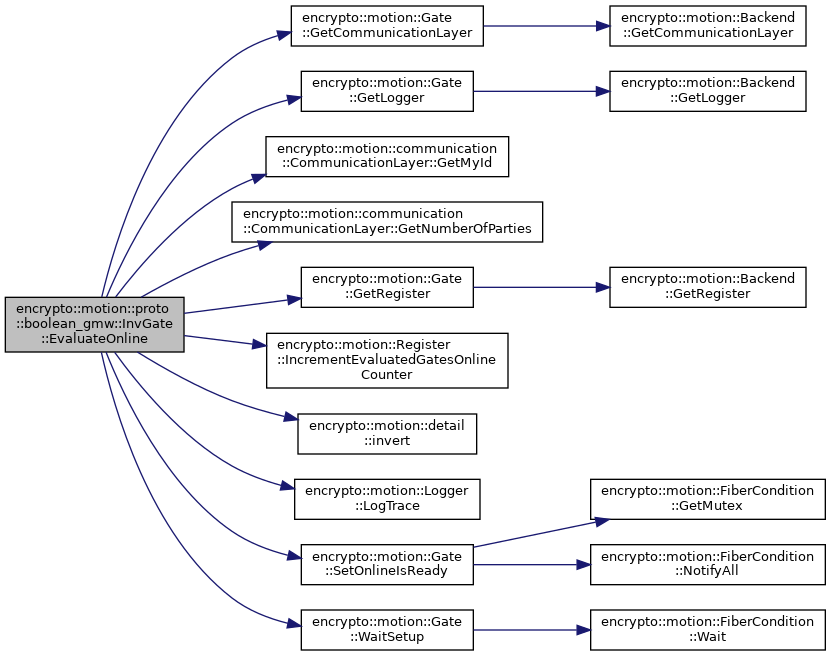 encrypto::motion::proto
::boolean_gmw::InvGate
::EvaluateOnline
encrypto::motion::Gate
::GetCommunicationLayer
encrypto::motion::Backend
::GetCommunicationLayer
encrypto::motion::Gate
::GetLogger
encrypto::motion::Backend
::GetLogger
encrypto::motion::communication
::CommunicationLayer::GetMyId
encrypto::motion::communication
::CommunicationLayer::GetNumberOfParties
encrypto::motion::Gate
::GetRegister
encrypto::motion::Backend
::GetRegister
encrypto::motion::Register
::IncrementEvaluatedGatesOnline
Counter
encrypto::motion::detail
::invert
encrypto::motion::Logger
::LogTrace
encrypto::motion::Gate
::SetOnlineIsReady
encrypto::motion::FiberCondition
::GetMutex
encrypto::motion::FiberCondition
::NotifyAll
encrypto::motion::Gate
::WaitSetup
encrypto::motion::FiberCondition
::Wait